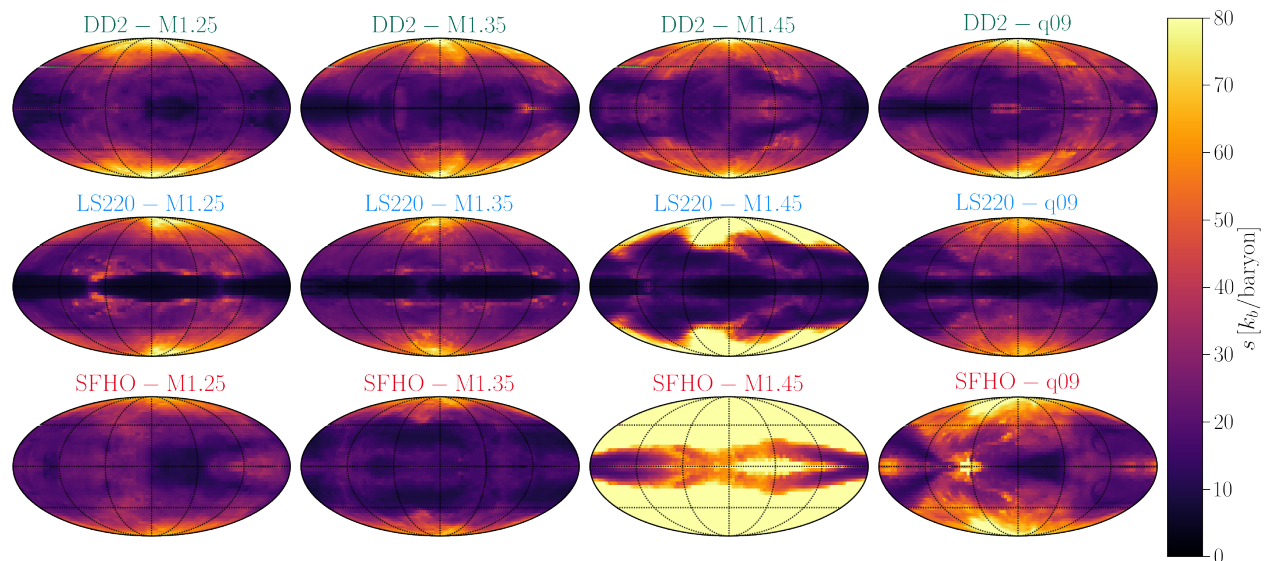 DD2 – M1.25
DD2 – M1.35
DD2 – M1.45
DD2 – q09
LS220 – M1.25
LS220 – M1.35
LS220 – M1.45
LS220 – q09
SFHO – M1.25
SFHO – M1.35
SFHO – M1.45
SFHO – q09
80
70
60
50
40
30
20
10
0
s [k_b/baryon]